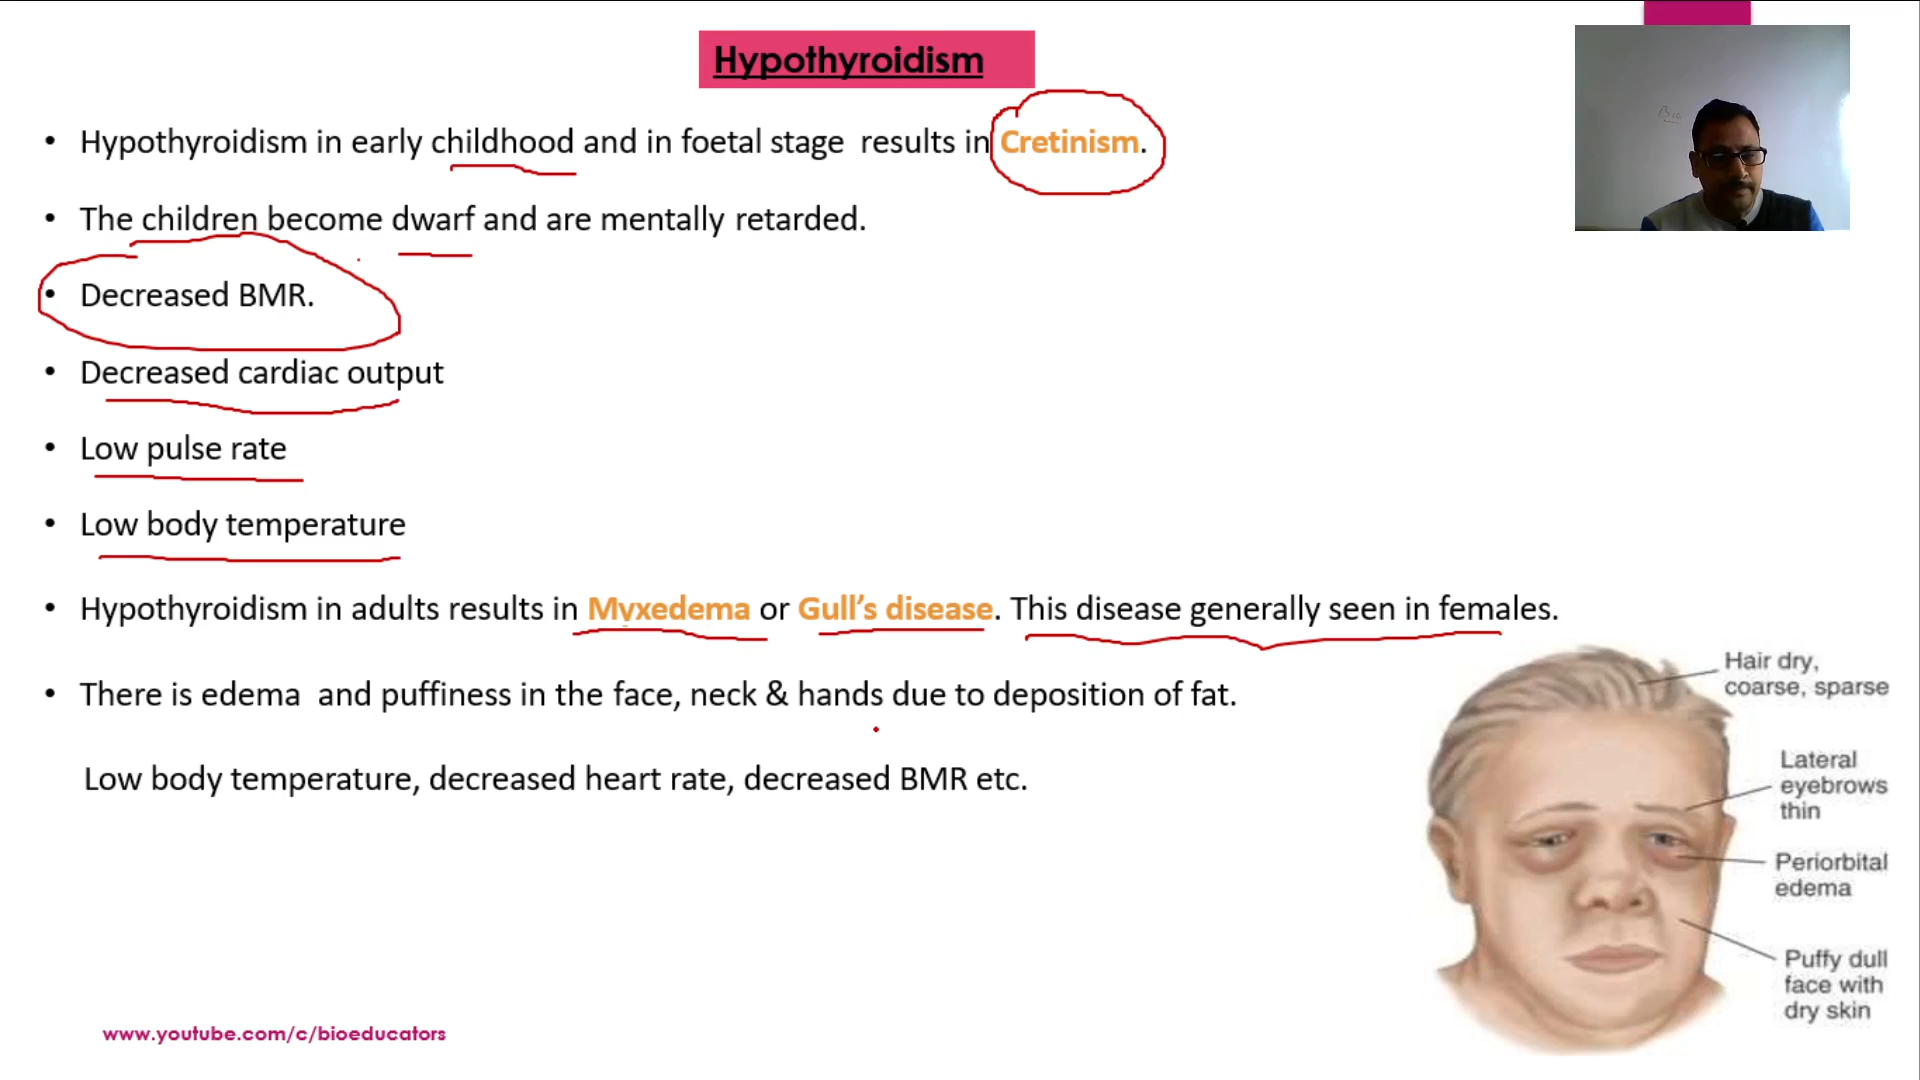 Hypothyroidism
• Hypothyroidism in early childhood and in foetal stage results in Cretinism.
• The children become dwarf and are mentally retarded.
• Decreased BMR.
• Decreased cardiac output
• Low pulse rate
• Low body temperature
• Hypothyroidism in adults results in Myxedema or Gull's disease. This disease generally seen in females.
• There is edema and puffiness in the face, neck & hands due to deposition of fat.
Low body temperature, decreased heart rate, decreased BMR etc.
Hair dry,
coarse, sparse
Lateral
eyebrows
thin
Periorbital
edema
Puffy dull
face with
dry skin
www.youtube.com/c/bioeducators